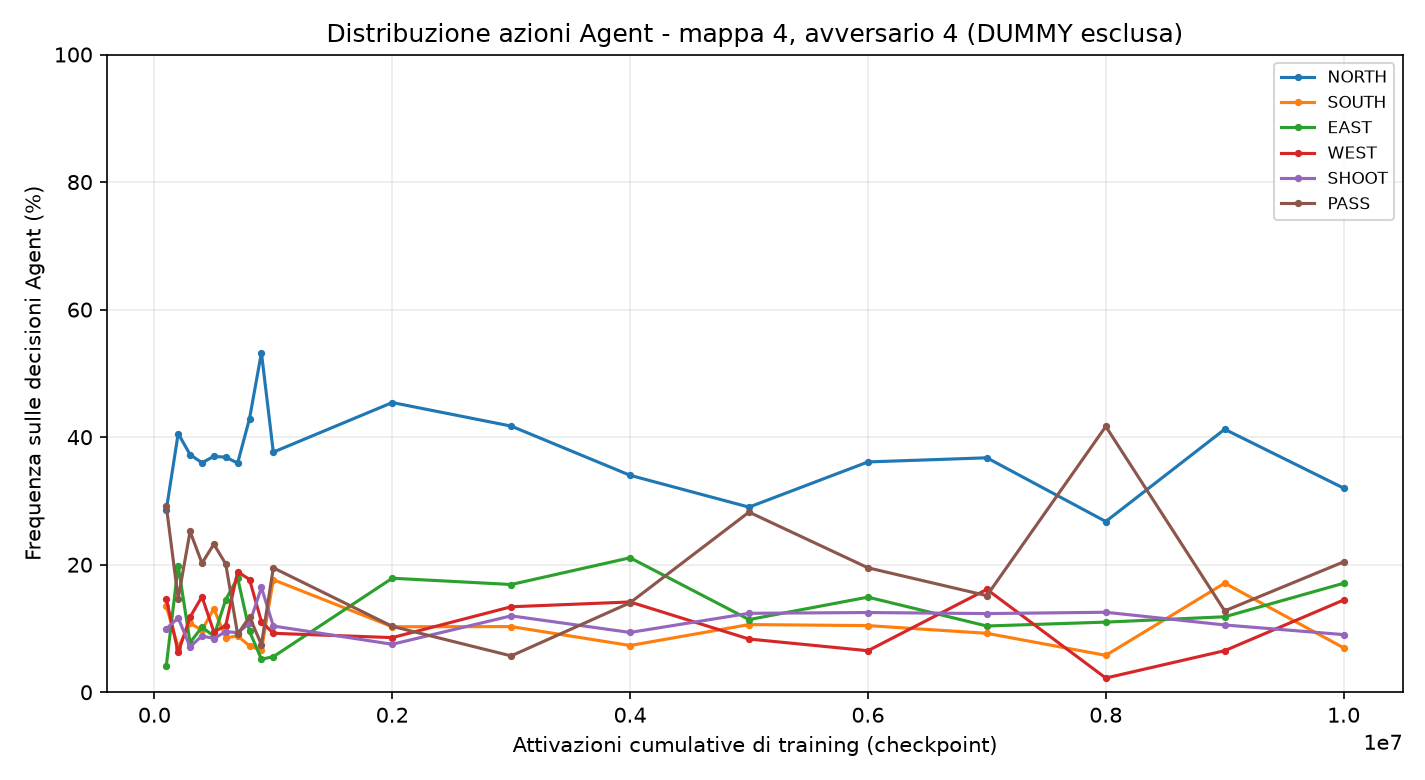 Distribuzione azioni Agent - mappa 4, avversario 4 (DUMMY esclusa)
100
80
60
40
20
0
Frequenza sulle decisioni Agent (%)
NORTH
SOUTH
EAST
WEST
SHOOT
PASS
0.0 0.2 0.4 0.6 0.8 1.0
1e7
Attivazioni cumulative di training (checkpoint)